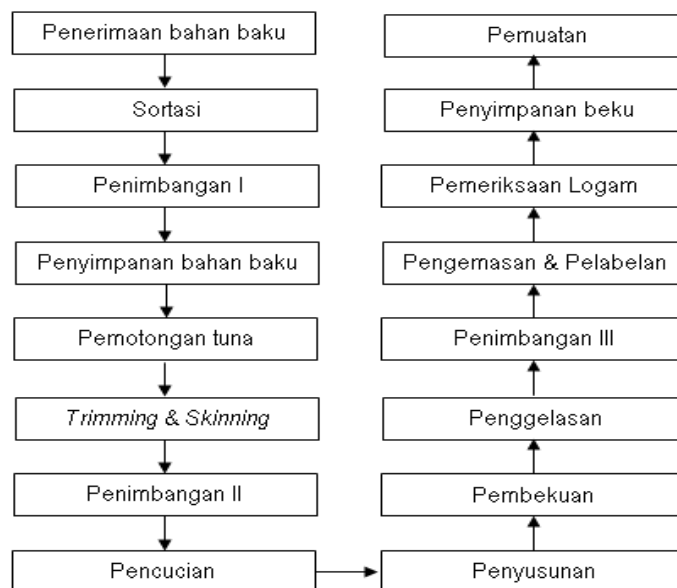 Penerimaan bahan baku
Sortasi
Penimbangan I
Penyimpanan bahan baku
Pemotongan tuna
Trimming & Skinning
Penimbangan II
Pencucian
Penyusunan
Pembekuan
Penggelasan
Penimbangan III
Pengemasan & Pelabelan
Pemeriksaan Logam
Penyimpanan beku
Pemuatan